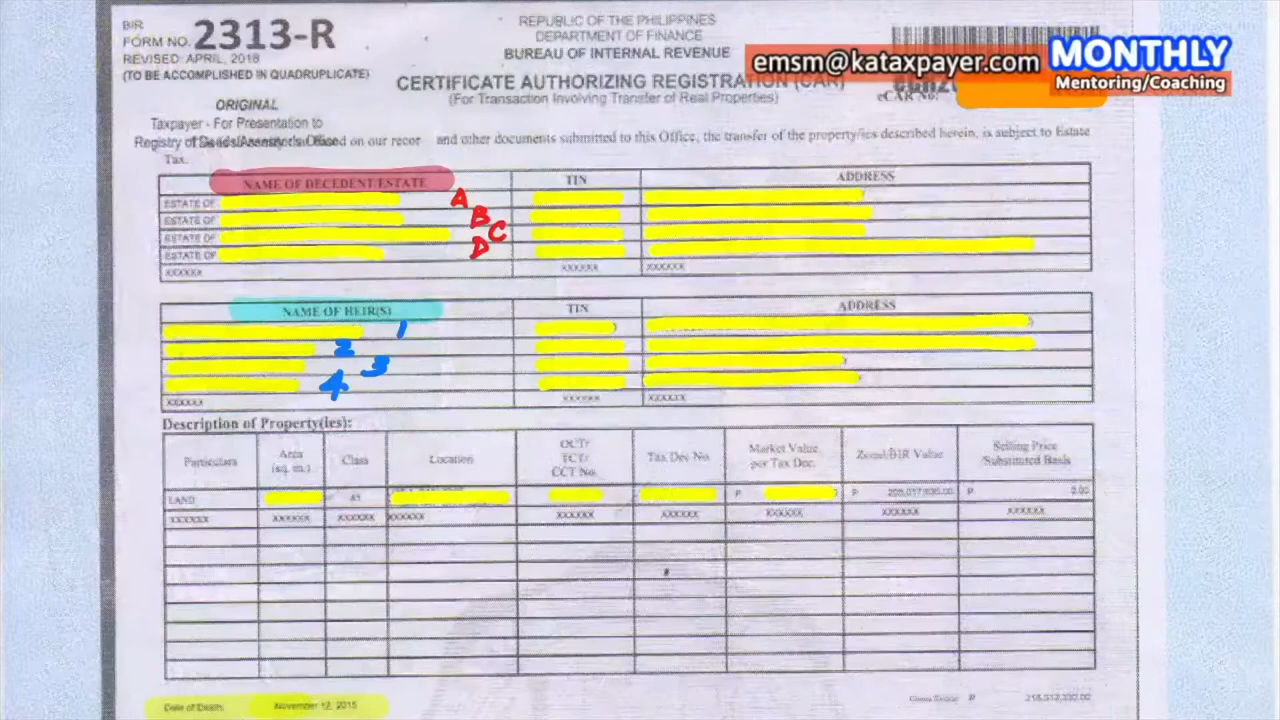 BIR
FORM NO. 2313-R
REVISED: APRIL, 2018
(TO BE ACCOMPLISHED IN QUADRUPLICATE)
REPUBLIC OF THE PHILIPPINES
DEPARTMENT OF FINANCE
BUREAU OF INTERNAL REVENUE
CERTIFICATE AUTHORIZING REGISTRATION (CAR)
(For Transaction Involving Transfer of Real Properties)
emsm@kataxpayer.com
MONTHLY
Mentoring/Coaching
eCAR No:
ORIGINAL
Taxpayer - For Presentation to
Registry of Deeds/Assessor's Office
on our recor and other documents submitted to this Office, the transfer of the property/ies described herein, is subject to Estate
Tax.
NAME OF DECEDENT ESTATE TIN ADDRESS
ESTATE OF A
ESTATE OF B
ESTATE OF C
ESTATE OF D
XXXXXX XXXXXX XXXXXX
NAME OF HEIR(S) TIN ADDRESS
1
2
3
4
XXXXXX XXXXXX XXXXXX
Description of Property(ies):
Particulars Area (sq. m.) Class Location OCT/ TCT/ CCT No. Tax Dec No. Market Value per Tax Dec. Zonal/BIR Value Selling Price /Substituted Basis
LAND P P P 0.00
XXXXXX XXXXXX XXXXXX XXXXXX XXXXXX XXXXXX XXXXXX XXXXXX XXXXXX
Date of Death: November 12, 2015
P